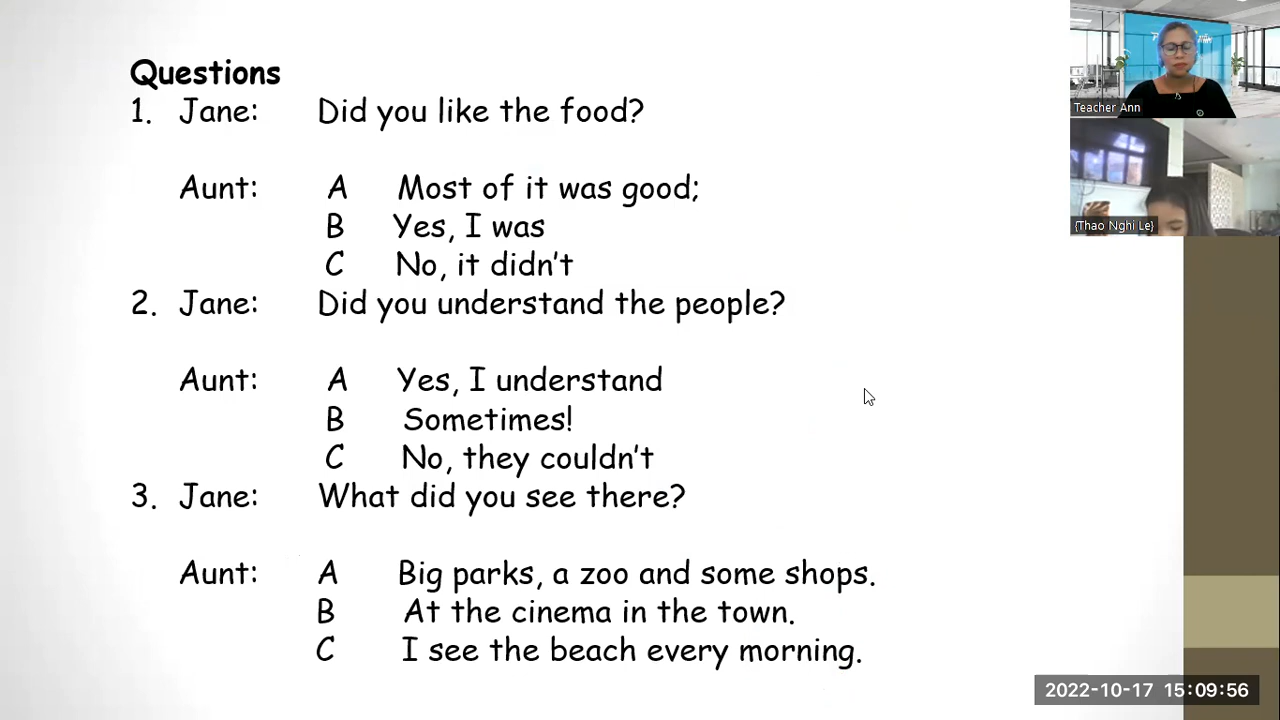 Questions
1. Jane: Did you like the food?
Aunt: A Most of it was good;
B Yes, I was
C No, it didn't
2. Jane: Did you understand the people?
Aunt: A Yes, I understand
B Sometimes!
C No, they couldn't
3. Jane: What did you see there?
Aunt: A Big parks, a zoo and some shops.
B At the cinema in the town.
C I see the beach every morning.
Teacher Ann
{Thao Nghi Le}
2022-10-17 15:09:56